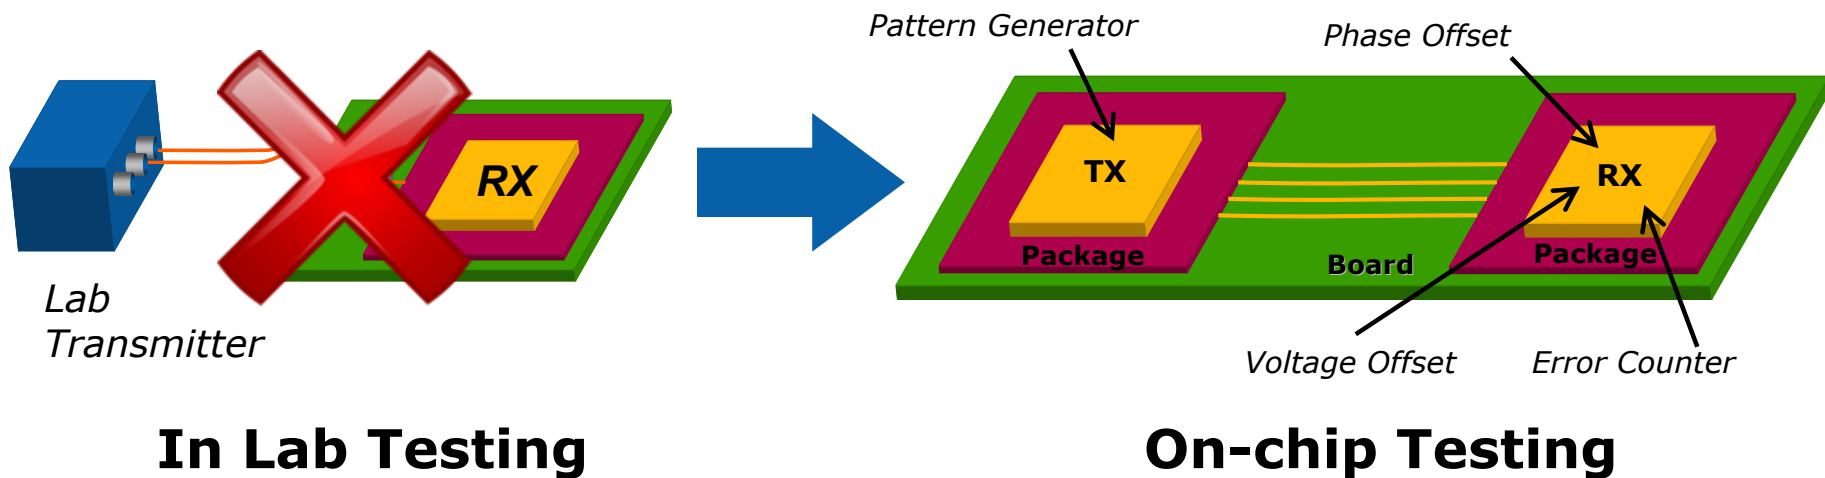 Pattern Generator
Phase Offset
RX
TX
RX
Package
Board
Package
Lab
Transmitter
Voltage Offset
Error Counter
In Lab Testing
On-chip Testing